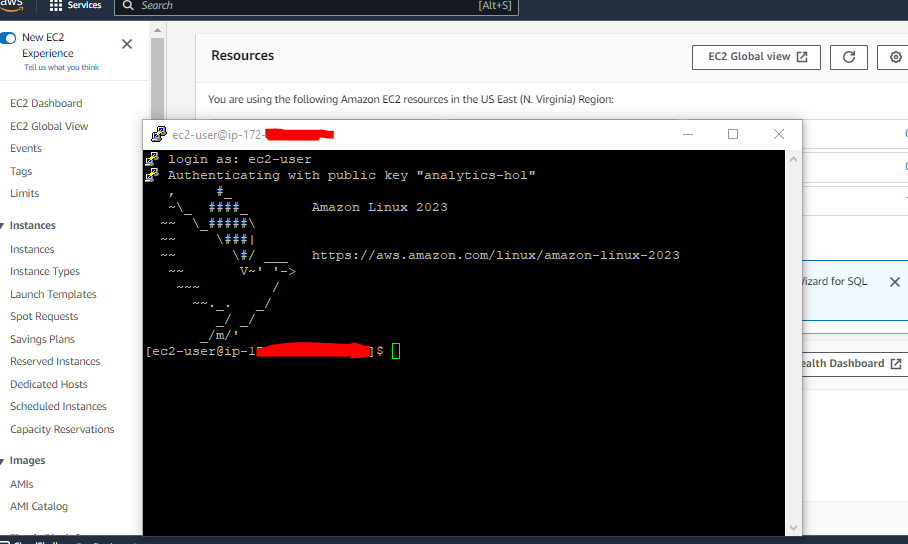 aws
Services
Search
[Alt+S]
New EC2
Experience
Tell us what you think
EC2 Dashboard
EC2 Global View
Events
Tags
Limits
Instances
Instances
Instance Types
Launch Templates
Spot Requests
Savings Plans
Reserved Instances
Dedicated Hosts
Scheduled Instances
Capacity Reservations
Images
AMIs
AMI Catalog
Resources
EC2 Global view
You are using the following Amazon EC2 resources in the US East (N. Virginia) Region:
ec2-user@ip-172-
login as: ec2-user
Authenticating with public key "analytics-hol"
   ,     #_
   ~\_  ####_        Amazon Linux 2023
  ~~  \_#####\
  ~~     \###|
  ~~       \#/ ___   https://aws.amazon.com/linux/amazon-linux-2023
   ~~       V~' '->
    ~~~         /
      ~~._.   _/
         _/ _/
       _/m/'
[ec2-user@ip-1 ]$
Wizard for SQL
ealth Dashboard